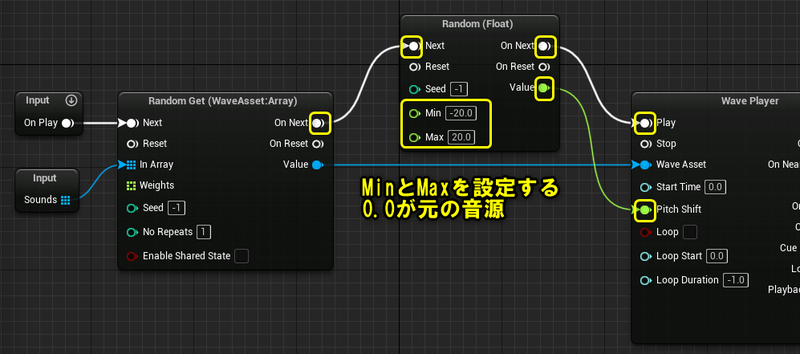 Random (Float)
Next
On Next
Reset
On Reset
Seed -1
Value
Min -20.0
Max 20.0
Input
On Play
Random Get (WaveAsset:Array)
Next
On Next
Reset
On Reset
In Array
Value
Weights
Seed -1
No Repeats 1
Enable Shared State
Input
Sounds
Wave Player
Play
Stop
Wave Asset
On Near
Start Time 0.0
Pitch Shift
On
Loop
Cue
Loop Start 0.0
Lo
Loop Duration -1.0
Playback
MinとMaxを設定する
0.0が元の音源